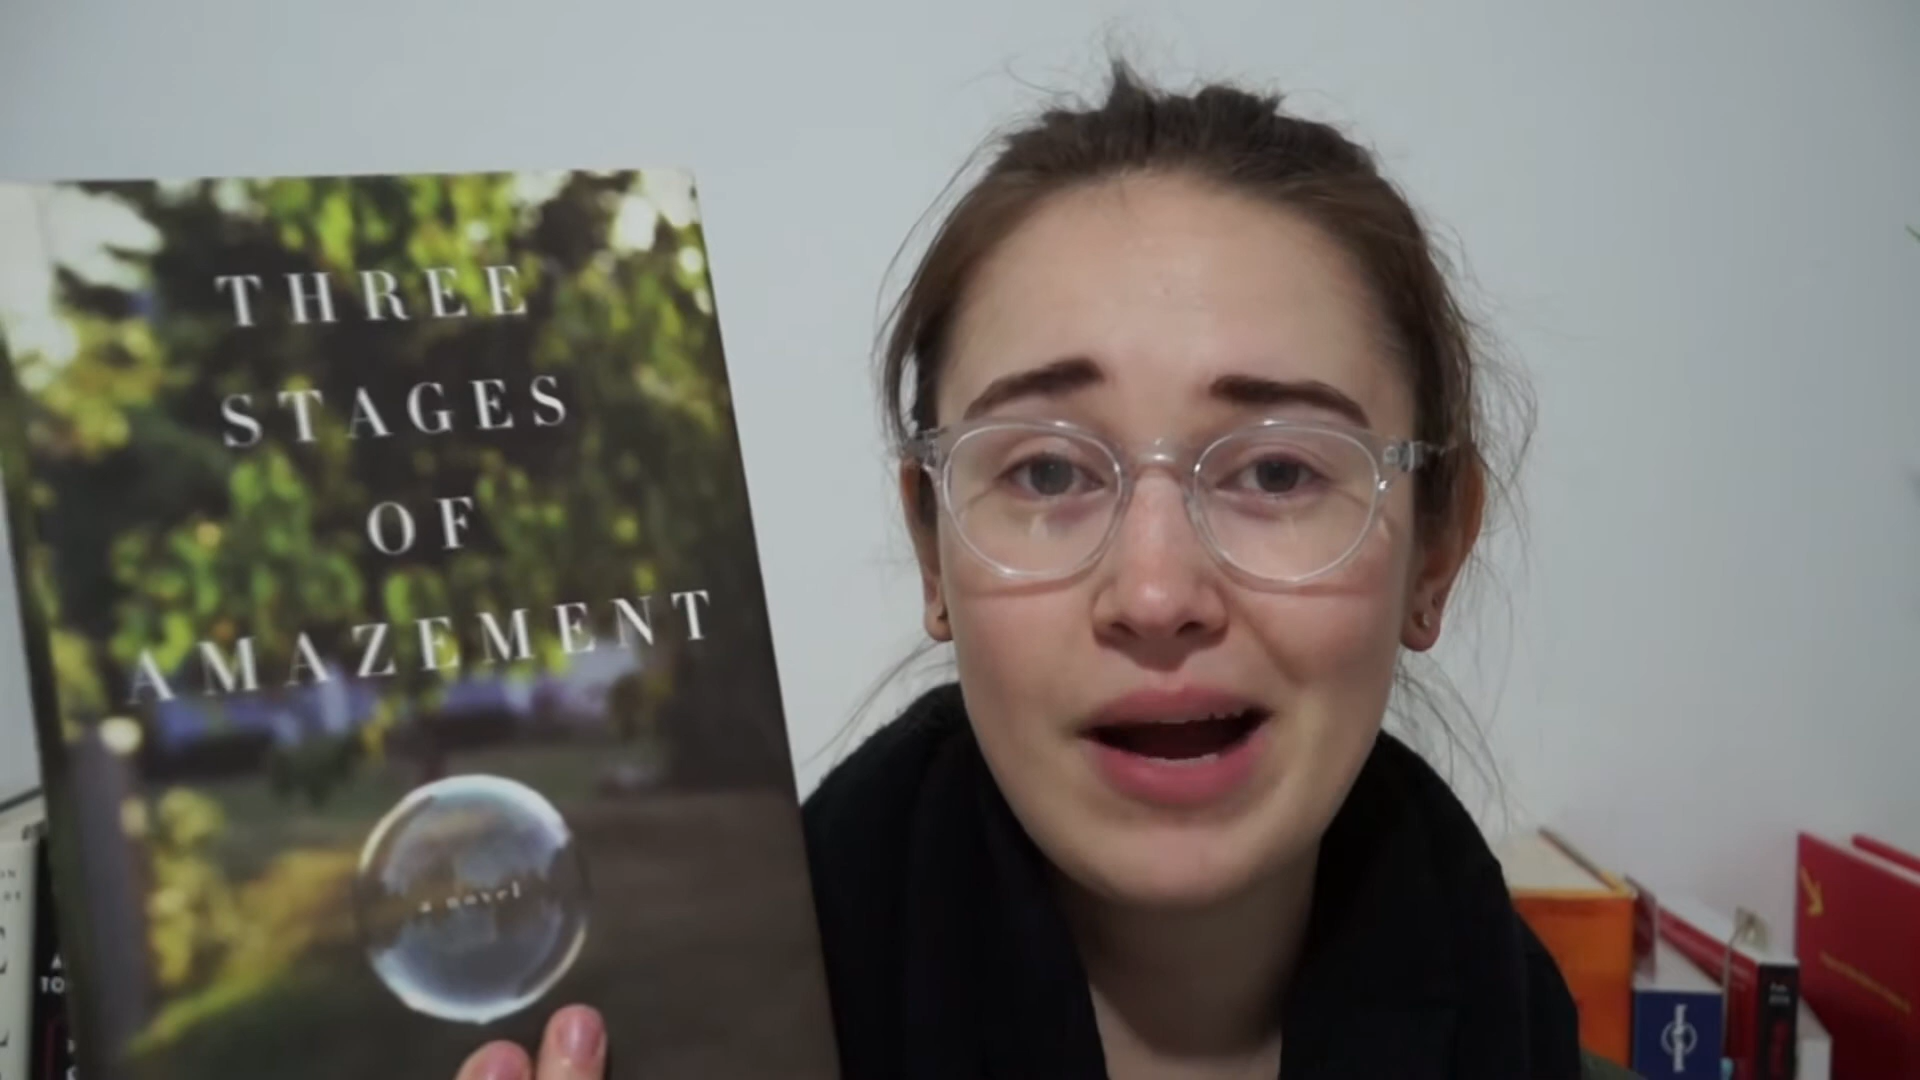 THREE
STAGES
OF
AMAZEMENT
a novel